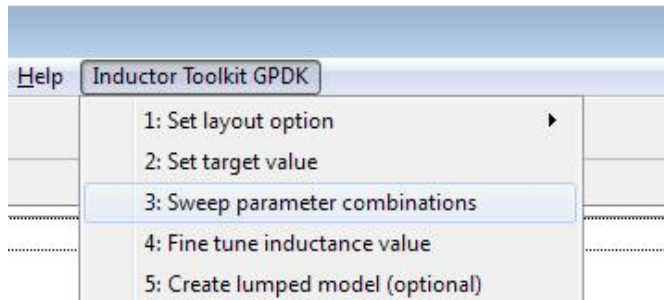 Help Inductor Toolkit GPDK
1: Set layout option
2: Set target value
3: Sweep parameter combinations
4: Fine tune inductance value
5: Create lumped model (optional)